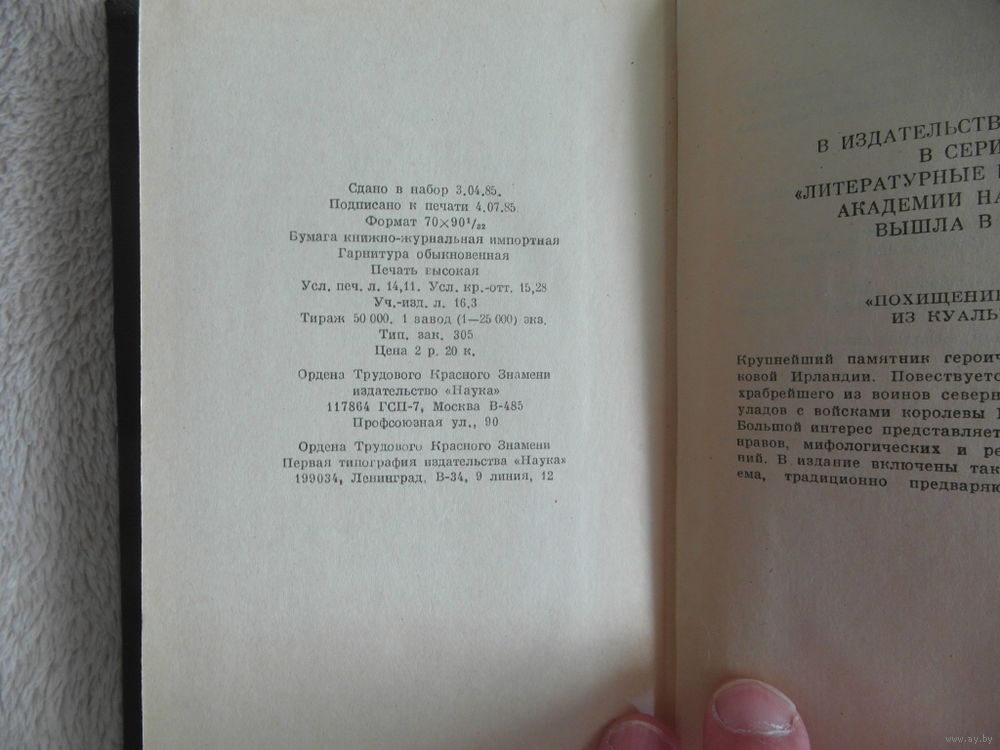 Сдано в набор 3.04.85.
Подписано к печати 4.07.85
Формат 70×90¹/₃₂
Бумага книжно-журнальная импортная
Гарнитура обыкновенная
Печать высокая
Усл. печ. л. 14,11. Усл. кр.-отт. 15,28
Уч.-изд. л. 16.3
Тираж 50 000. 1 завод (1—25 000) экз.
Тип. зак. 305
Цена 2 р. 20 к.
Ордена Трудового Красного Знамени
издательство «Наука»
117864 ГСП-7, Москва В-485
Профсоюзная ул., 90
Ордена Трудового Красного Знамени
Первая типография издательства «Наука»
199034, Ленинград, В-34, 9 линия, 12
В ИЗДАТЕЛЬСТВ
В СЕРИ
«ЛИТЕРАТУРНЫЕ
АКАДЕМИИ НА
ВЫШЛА В
«ПОХИЩЕНИ
ИЗ КУАЛЬ
Крупнейший памятник героич
ковой Ирландии. Повествуетс
храбрейшего из воинов северн
уладов с войсками королевы
Большой интерес представляет
нравов, мифологических и ре
ний. В издание включены так
ема, традиционно предваряю
www.ay.by